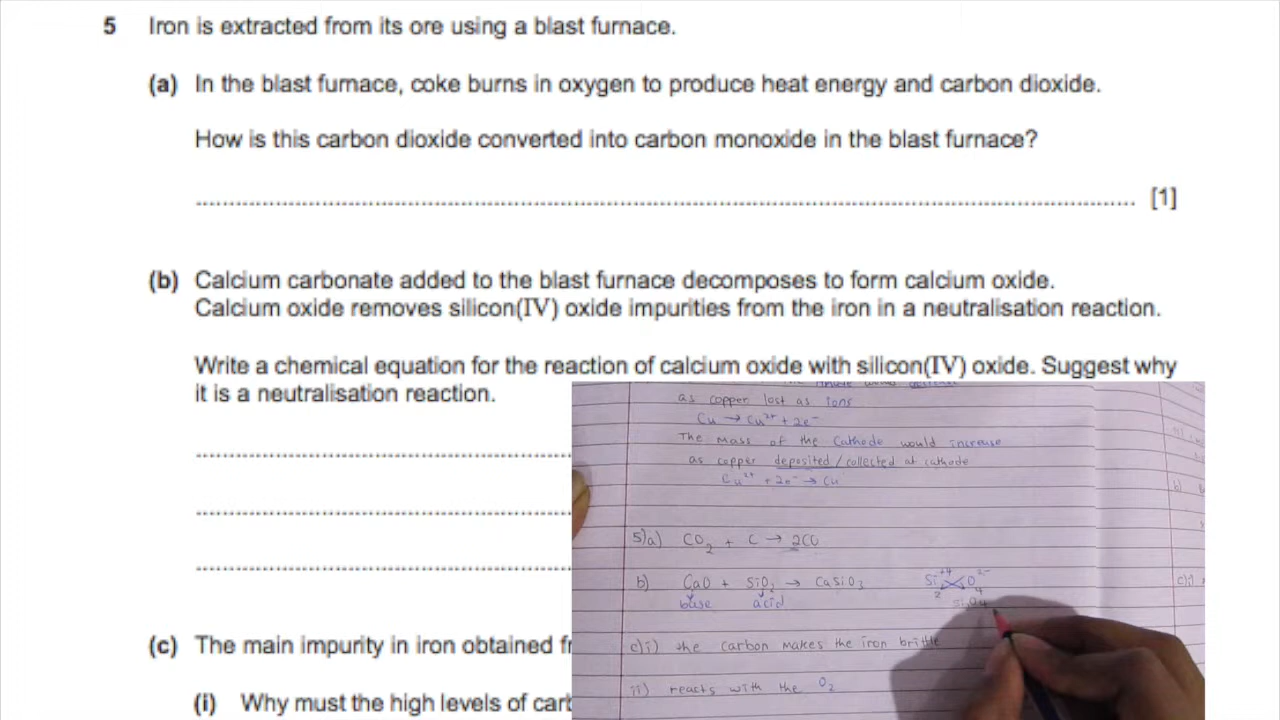 5 Iron is extracted from its ore using a blast furnace.
(a) In the blast furnace, coke burns in oxygen to produce heat energy and carbon dioxide.
How is this carbon dioxide converted into carbon monoxide in the blast furnace?
[1]
(b) Calcium carbonate added to the blast furnace decomposes to form calcium oxide.
Calcium oxide removes silicon(IV) oxide impurities from the iron in a neutralisation reaction.
Write a chemical equation for the reaction of calcium oxide with silicon(IV) oxide. Suggest why
it is a neutralisation reaction.
as copper lost as ions
Cu → Cu²⁺ + 2e⁻
The mass of the cathode would increase
as copper deposited/collected at cathode
Cu²⁺ + 2e⁻ → Cu
5)a) CO₂ + C → 2CO
b) CaO + SiO₂ → CaSiO₃
base acid
Si⁺⁴ O²⁻
2 4
Si₂O₄
c)i) the carbon makes the iron brittle
ii) reacts with the O₂
b)
c)i
(c) The main impurity in iron obtained
(i) Why must the high levels of